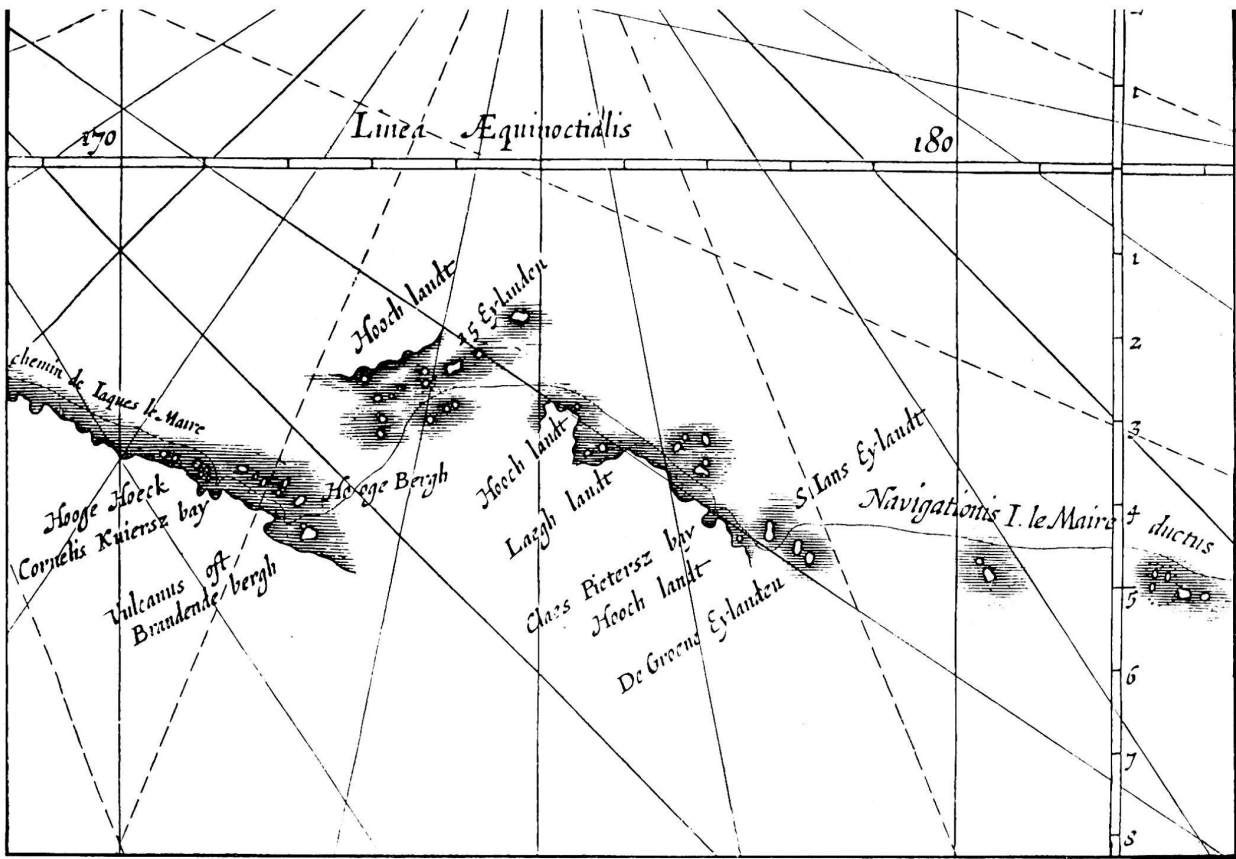 170
Linea Æquinoctialis
180
1
1
2
3
4
5
6
7
8
Hooch landt
25 Eylanden
chemin de Iaques le Maire
Hooge Bergh
Hooge Hoeck
Cornelis Kuiersz bay
Vulcanus oft
Brandende bergh
Hooch landt
Laegh landt
Claes Pietersz bay
Hooch landt
De Groene Eylanden
S Ians Eylandt
Navigationis I. le Maire ductus